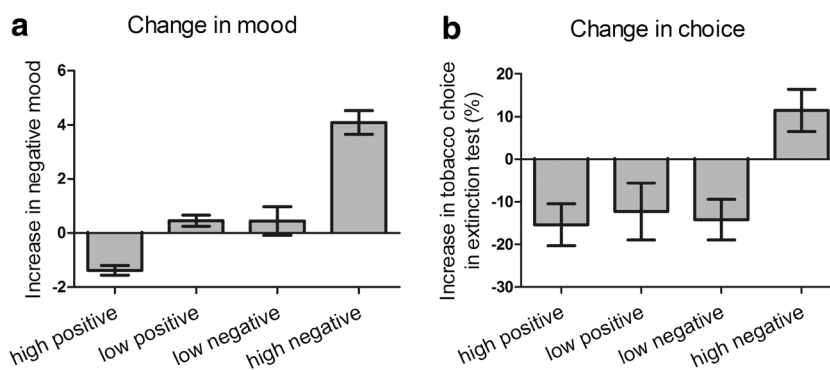 a
Change in mood
Increase in negative mood
6
4
2
0
-2
high positive
low positive
low negative
high negative
b
Change in choice
Increase in tobacco choice
in extinction test (%)
20
10
0
-10
-20
-30
high positive
low positive
low negative
high negative